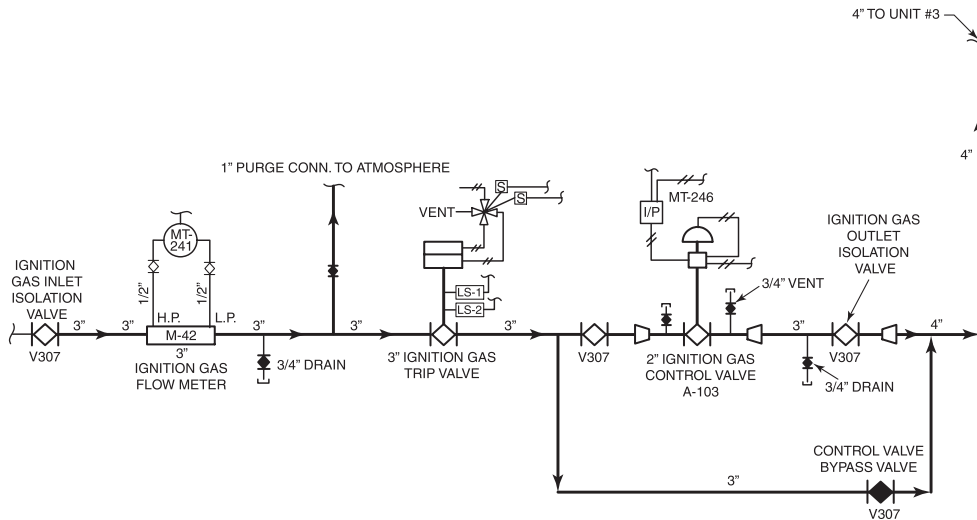 4” TO UNIT #3
4”
1” PURGE CONN. TO ATMOSPHERE
MT-
241
1/2”
1/2”
H.P.
L.P.
IGNITION
GAS INLET
ISOLATION
VALVE
V307
3”
3”
M-42
3”
IGNITION GAS
FLOW METER
3”
3/4” DRAIN
3”
VENT
S
S
LS-1
LS-2
3” IGNITION GAS
TRIP VALVE
3”
V307
I/P
MT-246
3/4” VENT
2” IGNITION GAS
CONTROL VALVE
A-103
3”
3/4” DRAIN
IGNITION GAS
OUTLET
ISOLATION
VALVE
V307
4”
CONTROL VALVE
BYPASS VALVE
3”
V307